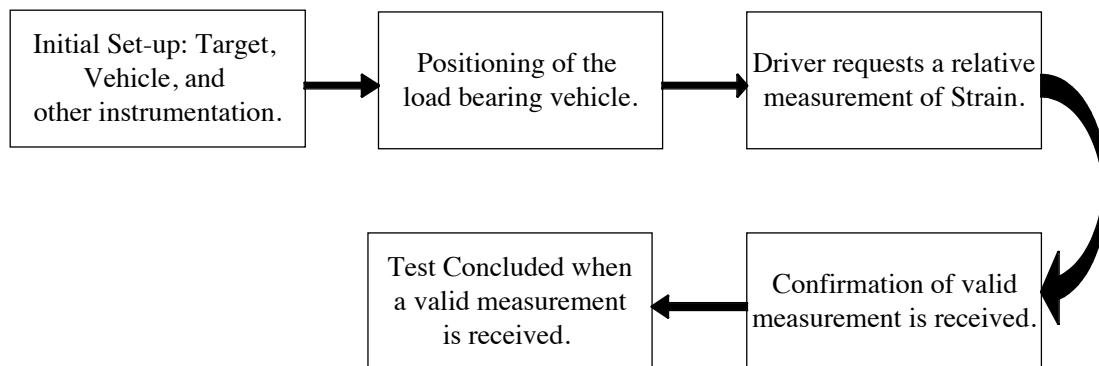 Initial Set-up: Target,
Vehicle, and
other instrumentation.
Positioning of the
load bearing vehicle.
Driver requests a relative
measurement of Strain.
Confirmation of valid
measurement is received.
Test Concluded when
a valid measurement
is received.